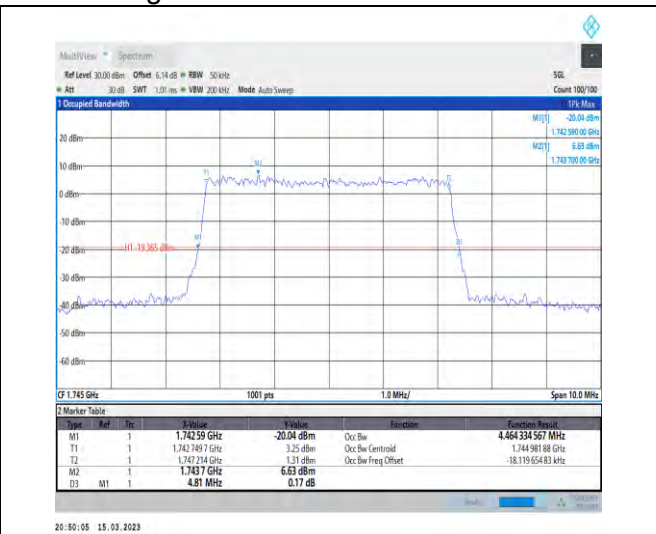 MultiView Spectrum
Ref Level 30.00 dBm Offset 6.14 dB RBW 50 kHz SGL
Att 30 dB SWT 1.01 ms VBW 200 kHz Mode Auto Sweep Count 100/100
1 Occupied Bandwidth 1Pk Max
M1[1] -20.04 dBm
1.742 590 00 GHz
M2[1] 6.63 dBm
1.743 700 00 GHz
20 dBm
10 dBm
0 dBm
-10 dBm
-20 dBm
-30 dBm
-40 dBm
-50 dBm
-60 dBm
T1
M2
M1
H1 -19.365 dBm
CF 1.745 GHz 1001 pts 1.0 MHz/ Span 10.0 MHz
2 Marker Table
Type Ref Trc X-Value Y-Value Function Function Result
M1 1 1.742 59 GHz -20.04 dBm Occ Bw 4.464 334 567 MHz
T1 1 1.742 749 7 GHz 3.25 dBm Occ Bw Centroid 1.744 981 88 GHz
T2 1 1.747 214 GHz 1.31 dBm Occ Bw Freq Offset -18.119 654 83 kHz
M2 1 1.743 7 GHz 6.63 dBm
D3 M1 1 4.81 MHz 0.17 dB
20:50:05 15.03.2023